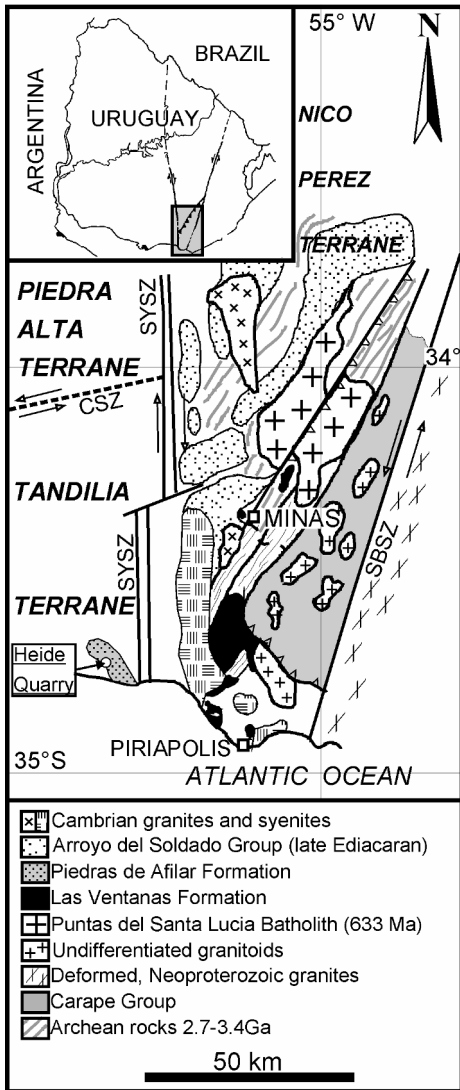 55° W
N
BRAZIL
ARGENTINA
URUGUAY
NICO
PEREZ
TERRANE
PIEDRA
ALTA
TERRANE
SYSZ
34°
CSZ
TANDILIA
MINAS
SYSZ
SBSZ
TERRANE
Heide
Quarry
PIRIAPOLIS
35°S
ATLANTIC OCEAN
Cambrian granites and syenites
Arroyo del Soldado Group (late Ediacaran)
Piedras de Afilar Formation
Las Ventanas Formation
Puntas del Santa Lucia Batholith (633 Ma)
Undifferentiated granitoids
Deformed, Neoproterozoic granites
Carape Group
Archean rocks 2.7-3.4Ga
50 km